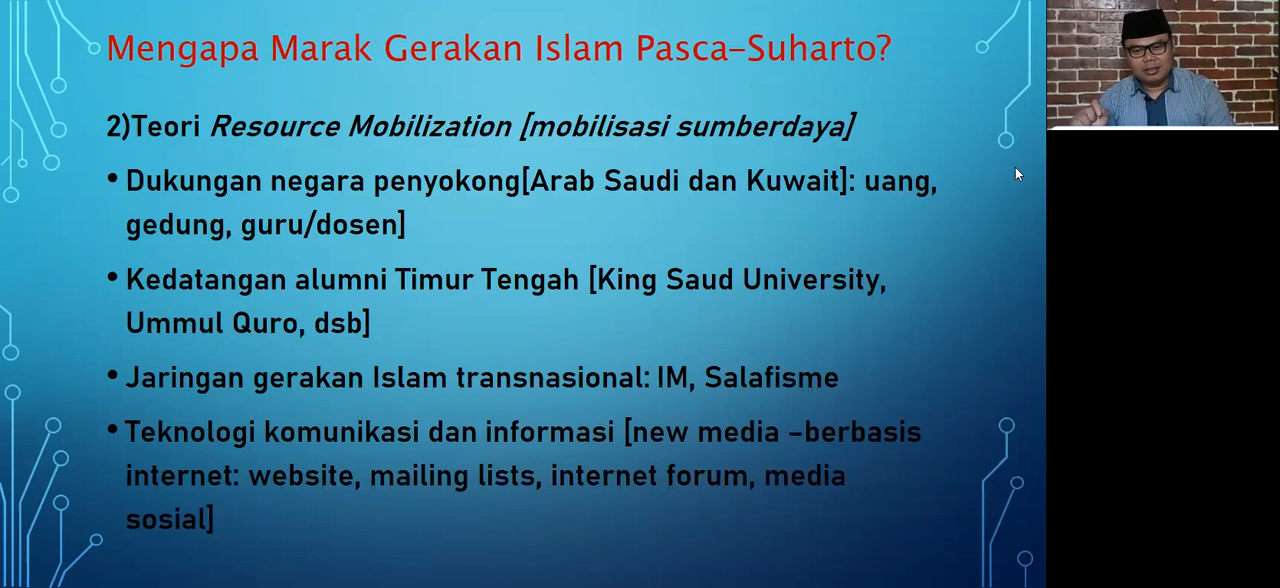 Mengapa Marak Gerakan Islam Pasca-Suharto?
2)Teori Resource Mobilization [mobilisasi sumberdaya]
• Dukungan negara penyokong[Arab Saudi dan Kuwait]: uang,
gedung, guru/dosen]
• Kedatangan alumni Timur Tengah [King Saud University,
Ummul Quro, dsb]
• Jaringan gerakan Islam transnasional: IM, Salafisme
• Teknologi komunikasi dan informasi [new media –berbasis
internet: website, mailing lists, internet forum, media
sosial]